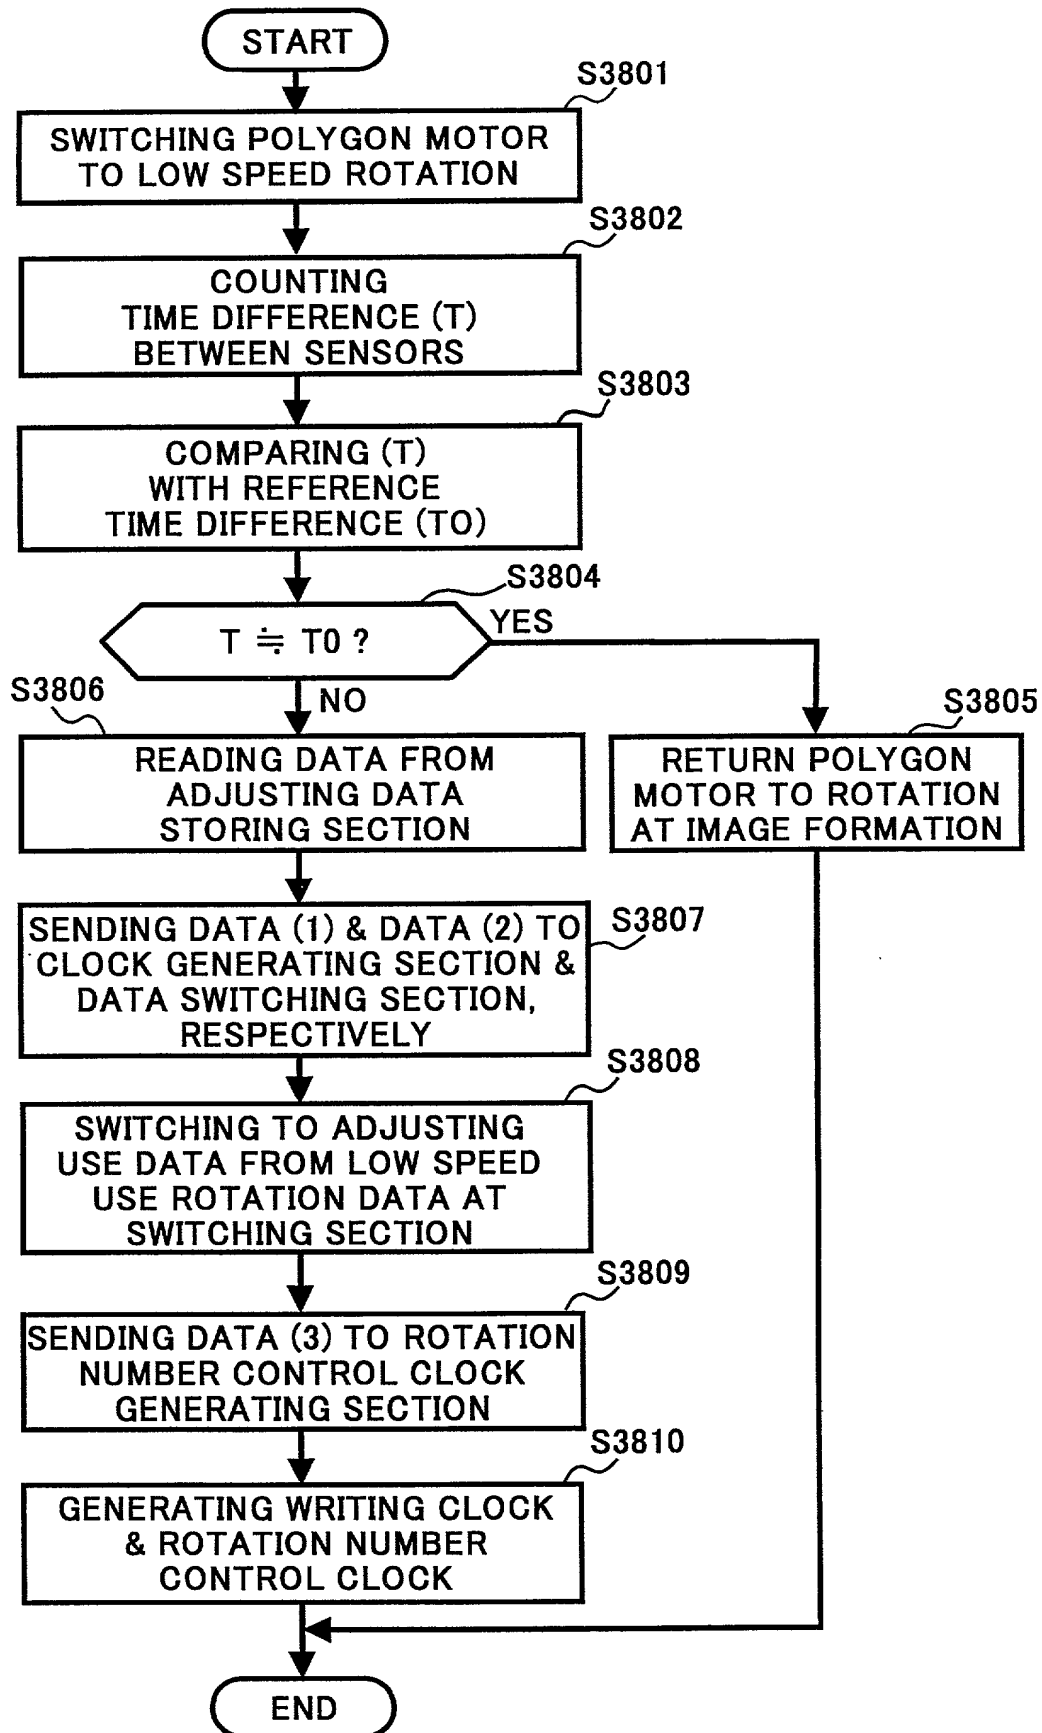 START
S3801
SWITCHING POLYGON MOTOR
TO LOW SPEED ROTATION
S3802
COUNTING
TIME DIFFERENCE (T)
BETWEEN SENSORS
S3803
COMPARING (T)
WITH REFERENCE
TIME DIFFERENCE (TO)
S3804
T ≒ T0 ?
YES
NO
S3806
READING DATA FROM
ADJUSTING DATA
STORING SECTION
S3805
RETURN POLYGON
MOTOR TO ROTATION
AT IMAGE FORMATION
S3807
SENDING DATA (1) & DATA (2) TO
CLOCK GENERATING SECTION &
DATA SWITCHING SECTION,
RESPECTIVELY
S3808
SWITCHING TO ADJUSTING
USE DATA FROM LOW SPEED
USE ROTATION DATA AT
SWITCHING SECTION
S3809
SENDING DATA (3) TO ROTATION
NUMBER CONTROL CLOCK
GENERATING SECTION
S3810
GENERATING WRITING CLOCK
& ROTATION NUMBER
CONTROL CLOCK
END